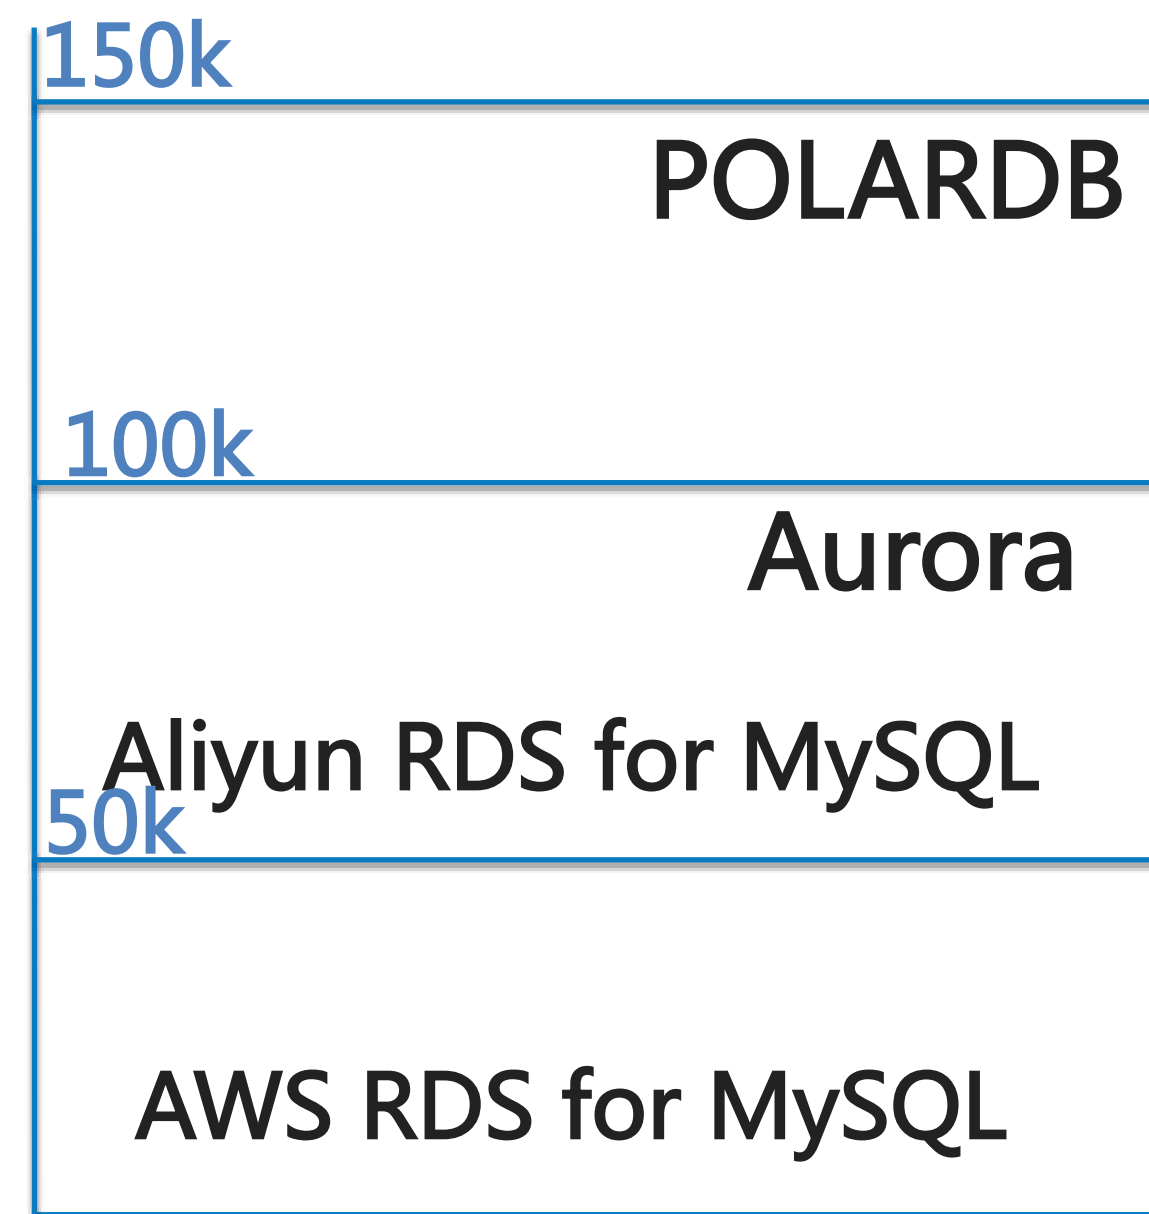 150k
POLARDB
100k
Aurora
Aliyun RDS for MySQL
50k
AWS RDS for MySQL